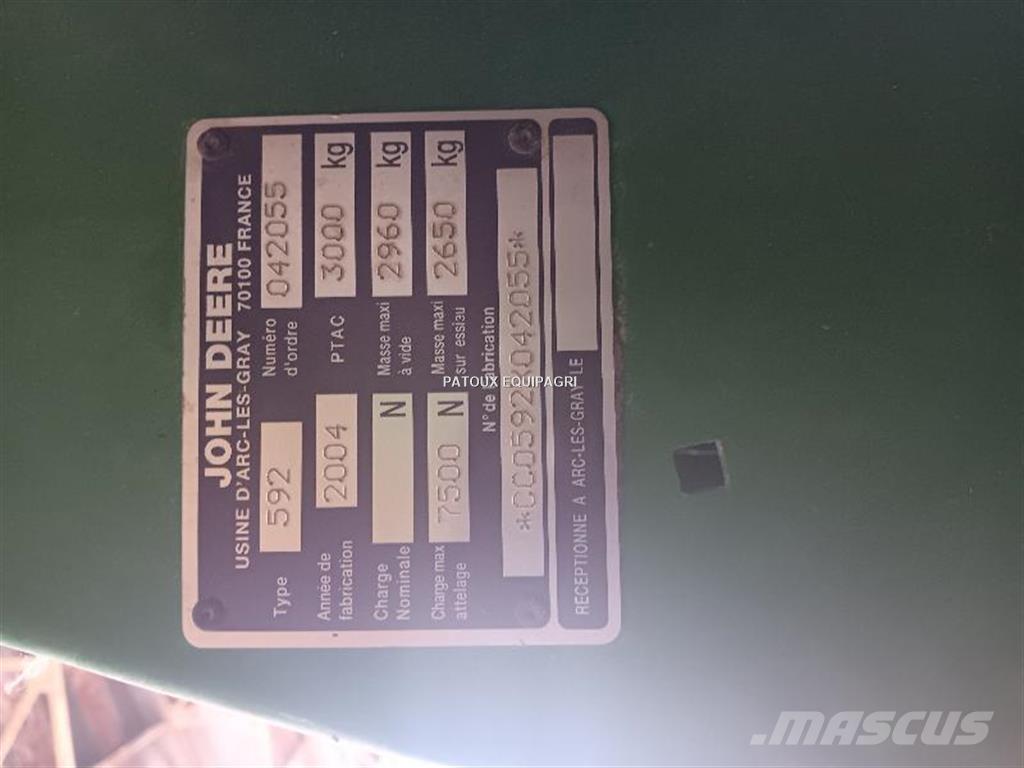 JOHN DEERE
USINE D'ARC-LES-GRAY 70100 FRANCE
Type 592 Numéro d'ordre 042055
Année de fabrication 2004 PTAC 3000 kg
Charge Nominale N Masse maxi à vide 2960 kg
Charge max attelage 7500 N Masse maxi sur essieu 2650 kg
N° de fabrication
*CC0592X042055*
RECEPTIONNE A ARC-LES-GRAY LE
PATOUX EQUIPAGRI
MASCUS